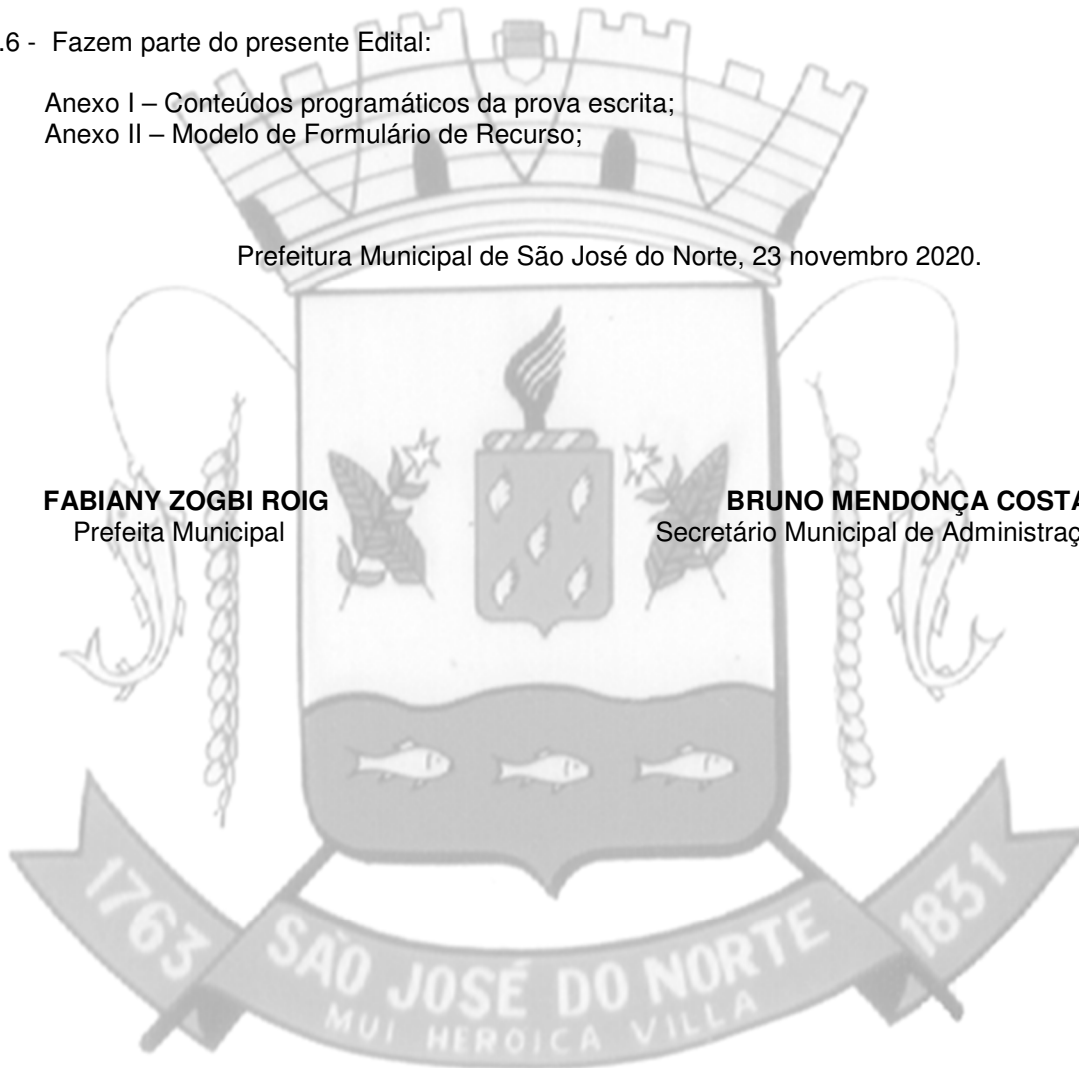 .6 - Fazem parte do presente Edital:
Anexo I – Conteúdos programáticos da prova escrita;
Anexo II – Modelo de Formulário de Recurso;
Prefeitura Municipal de São José do Norte, 23 novembro 2020.
FABIANY ZOGBI ROIG
Prefeita Municipal
BRUNO MENDONÇA COSTA
Secretário Municipal de Administraç
1763
SÃO JOSÉ DO NORTE
1831
MUI HEROICA VILLA